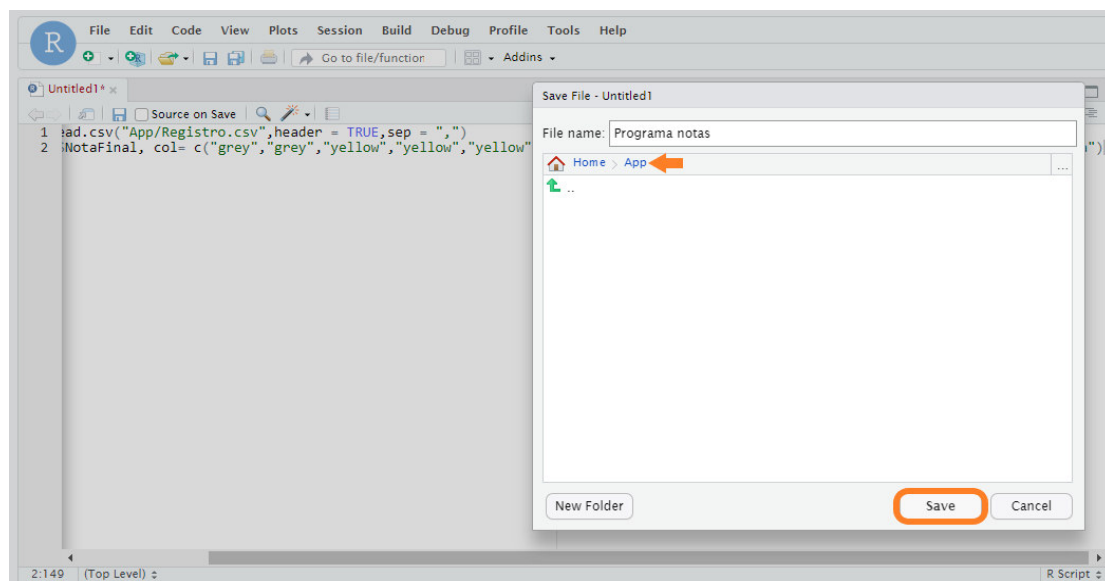 R
File Edit Code View Plots Session Build Debug Profile Tools Help
Go to file/function Addins
Untitled1*
Source on Save
1 ead.csv("App/Registro.csv",header = TRUE,sep = ",")
2 $NotaFinal, col= c("grey","grey","yellow","yellow","yellow" ")
Save File - Untitled1
File name: Programa notas
Home > App
...
..
New Folder Save Cancel
2:149 (Top Level) R Script